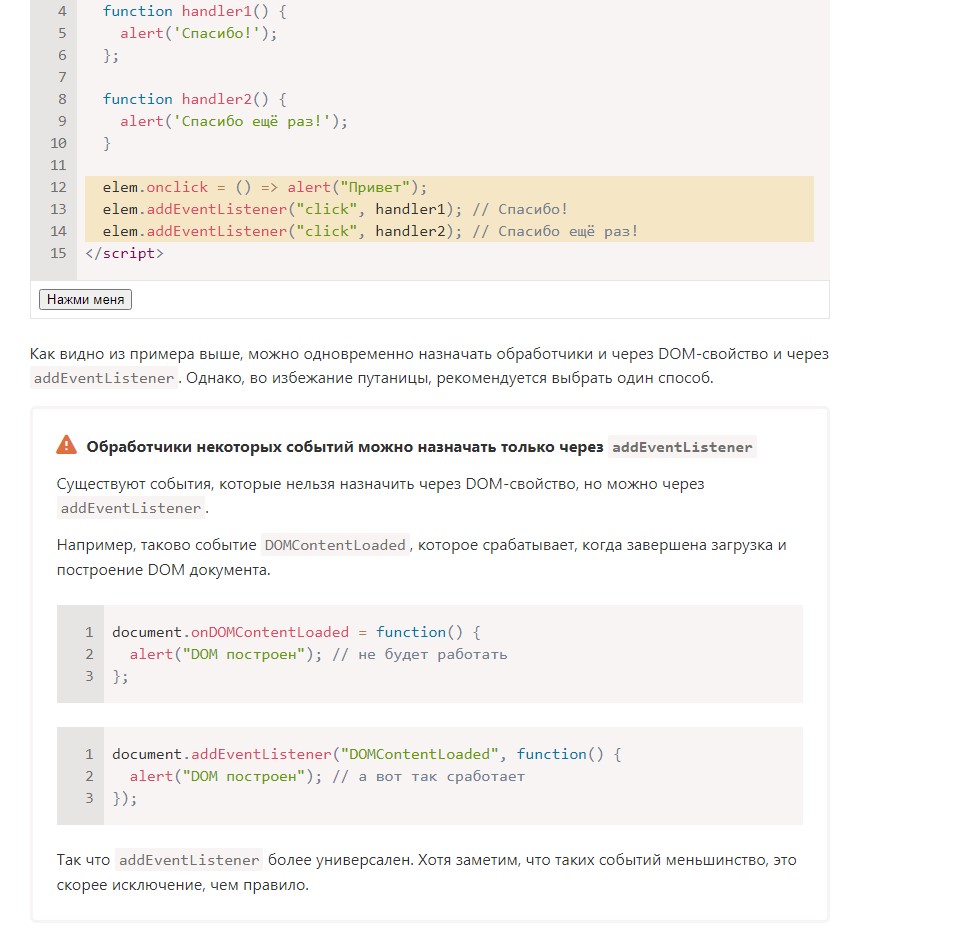 4 function handler1() {
5 alert('Спасибо!');
6 };
7
8 function handler2() {
9 alert('Спасибо ещё раз!');
10 }
11
12 elem.onclick = () => alert("Привет");
13 elem.addEventListener("click", handler1); // Спасибо!
14 elem.addEventListener("click", handler2); // Спасибо ещё раз!
15 </script>
Нажми меня
Как видно из примера выше, можно одновременно назначать обработчики и через DOM-свойство и через
addEventListener. Однако, во избежание путаницы, рекомендуется выбрать один способ.
Обработчики некоторых событий можно назначать только через addEventListener
Существуют события, которые нельзя назначить через DOM-свойство, но можно через
addEventListener.
Например, таково событие DOMContentLoaded, которое срабатывает, когда завершена загрузка и
построение DOM документа.
1 document.onDOMContentLoaded = function() {
2 alert("DOM построен"); // не будет работать
3 };
1 document.addEventListener("DOMContentLoaded", function() {
2 alert("DOM построен"); // а вот так сработает
3 });
Так что addEventListener более универсален. Хотя заметим, что таких событий меньшинство, это
скорее исключение, чем правило.